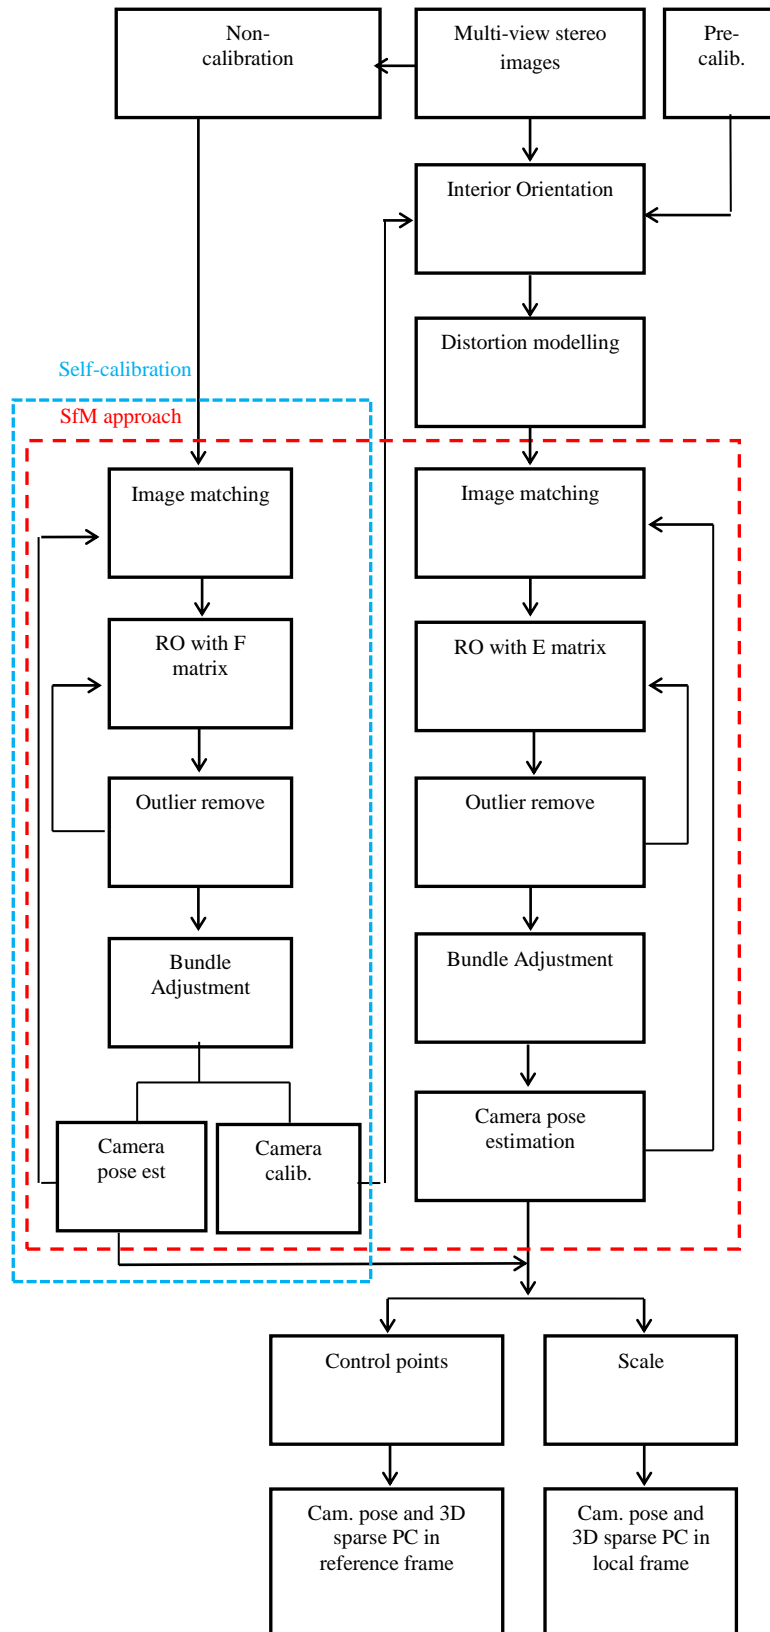 Non-
calibration
Multi-view stereo
images
Pre-
calib.
Interior Orientation
Distortion modelling
Self-calibration
SfM approach
Image matching
Image matching
RO with F
matrix
RO with E matrix
Outlier remove
Outlier remove
Bundle
Adjustment
Bundle Adjustment
Camera
pose est
Camera
calib.
Camera pose
estimation
Control points
Scale
Cam. pose and 3D
sparse PC in
reference frame
Cam. pose and
3D sparse PC in
local frame